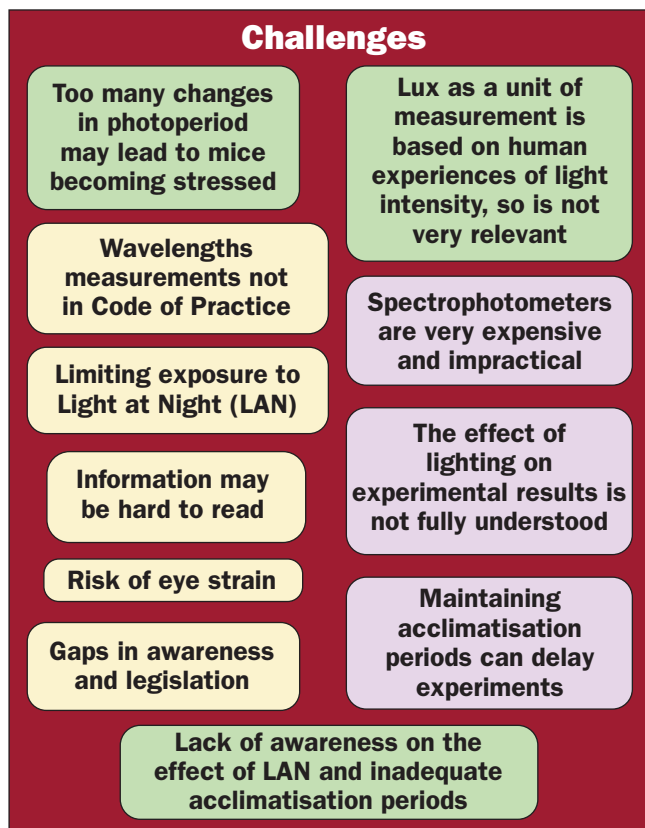 Challenges
Too many changes
in photoperiod
may lead to mice
becoming stressed
Wavelengths
measurements not
in Code of Practice
Limiting exposure to
Light at Night (LAN)
Information may
be hard to read
Risk of eye strain
Gaps in awareness
and legislation
Lux as a unit of
measurement is
based on human
experiences of light
intensity, so is not
very relevant
Spectrophotometers
are very expensive
and impractical
The effect of
lighting on
experimental results is
not fully understood
Maintaining
acclimatisation
periods can delay
experiments
Lack of awareness on the
effect of LAN and inadequate
acclimatisation periods